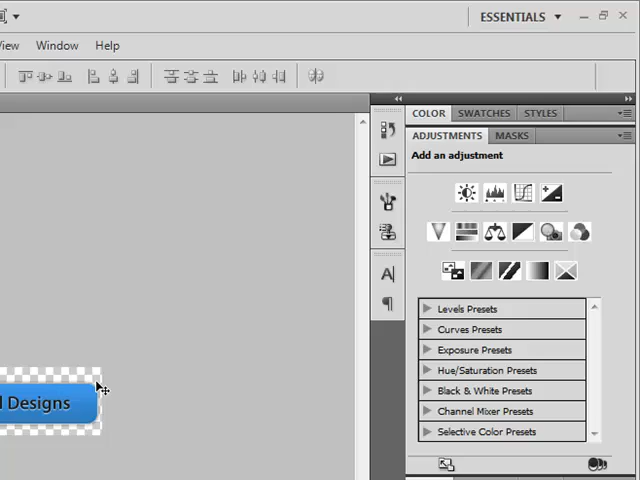 ESSENTIALS
View Window Help
COLOR SWATCHES STYLES
ADJUSTMENTS MASKS
Add an adjustment
Levels Presets
Curves Presets
Exposure Presets
Hue/Saturation Presets
Black & White Presets
Channel Mixer Presets
Selective Color Presets
Designs